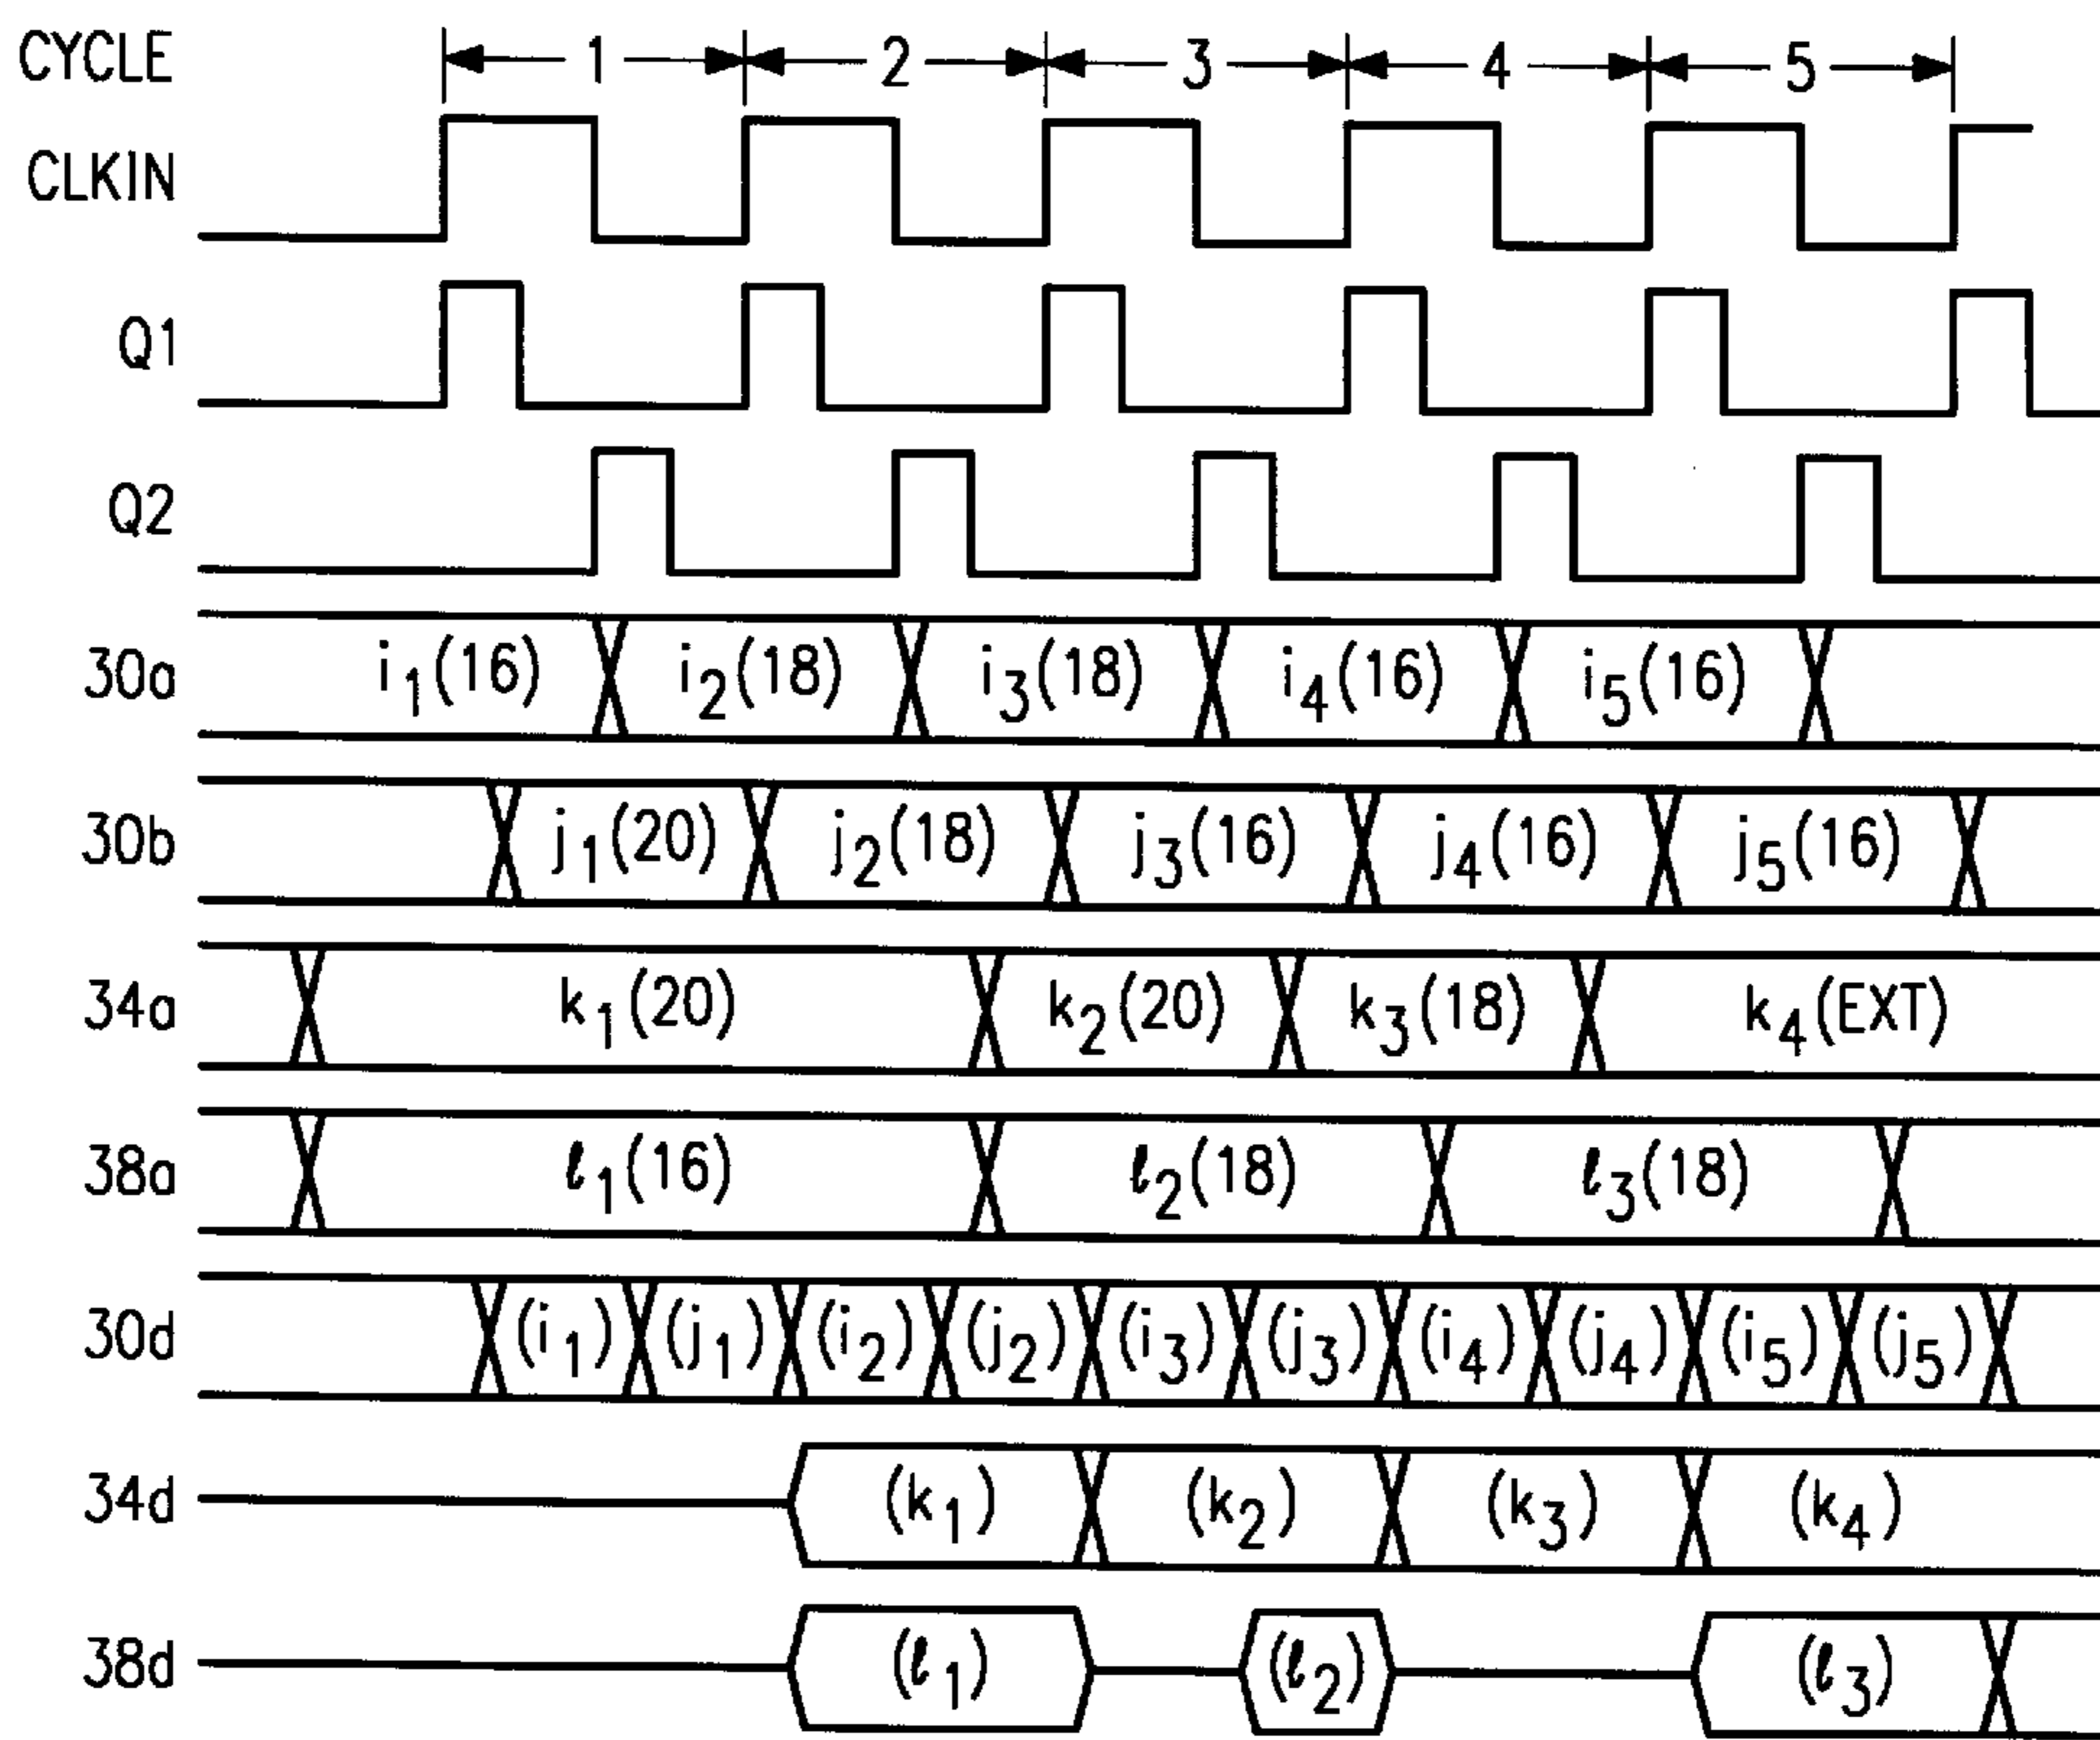 CYCLE 1 2 3 4 5
CLKIN
Q1
Q2
30a i1(16) i2(18) i3(18) i4(16) i5(16)
30b j1(20) j2(18) j3(16) j4(16) j5(16)
34a k1(20) k2(20) k3(18) k4(EXT)
38a ℓ1(16) ℓ2(18) ℓ3(18)
30d (i1) (j1) (i2) (j2) (i3) (j3) (i4) (j4) (i5) (j5)
34d (k1) (k2) (k3) (k4)
38d (ℓ1) (ℓ2) (ℓ3)